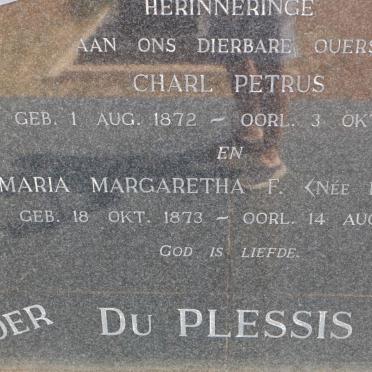 HERINNERINGE
AAN ONS DIERBARE OUERS
CHARL PETRUS
GEB. 1 AUG. 1872 ~ OORL. 3 OKT
EN
MARIA MARGARETHA F. (NÉE
GEB. 18 OKT. 1873 ~ OORL. 14 AUG
GOD IS LIEFDE.
DU PLESSIS